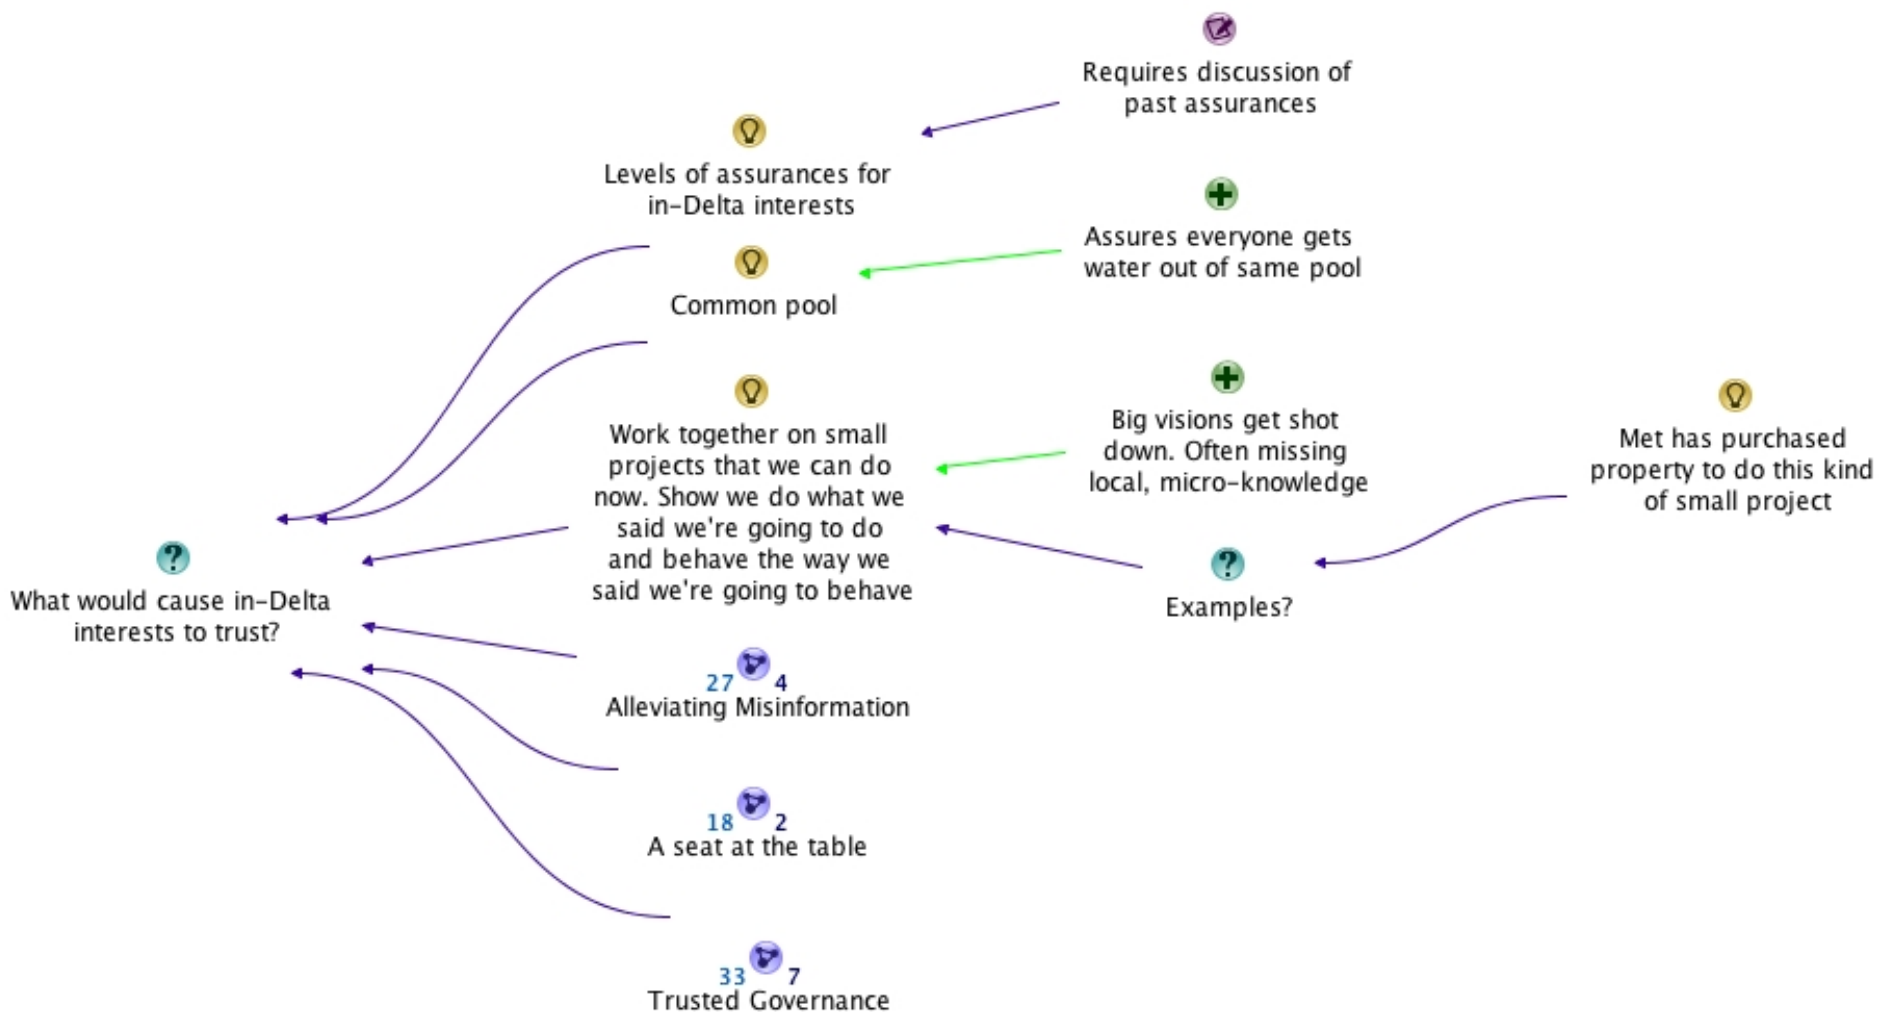 Requires discussion of
past assurances
Levels of assurances for
in-Delta interests
Assures everyone gets
water out of same pool
Common pool
Work together on small
projects that we can do
now. Show we do what we
said we're going to do
and behave the way we
said we're going to behave
Big visions get shot
down. Often missing
local, micro-knowledge
Met has purchased
property to do this kind
of small project
?
Examples?
?
What would cause in-Delta
interests to trust?
27 4
Alleviating Misinformation
18 2
A seat at the table
33 7
Trusted Governance